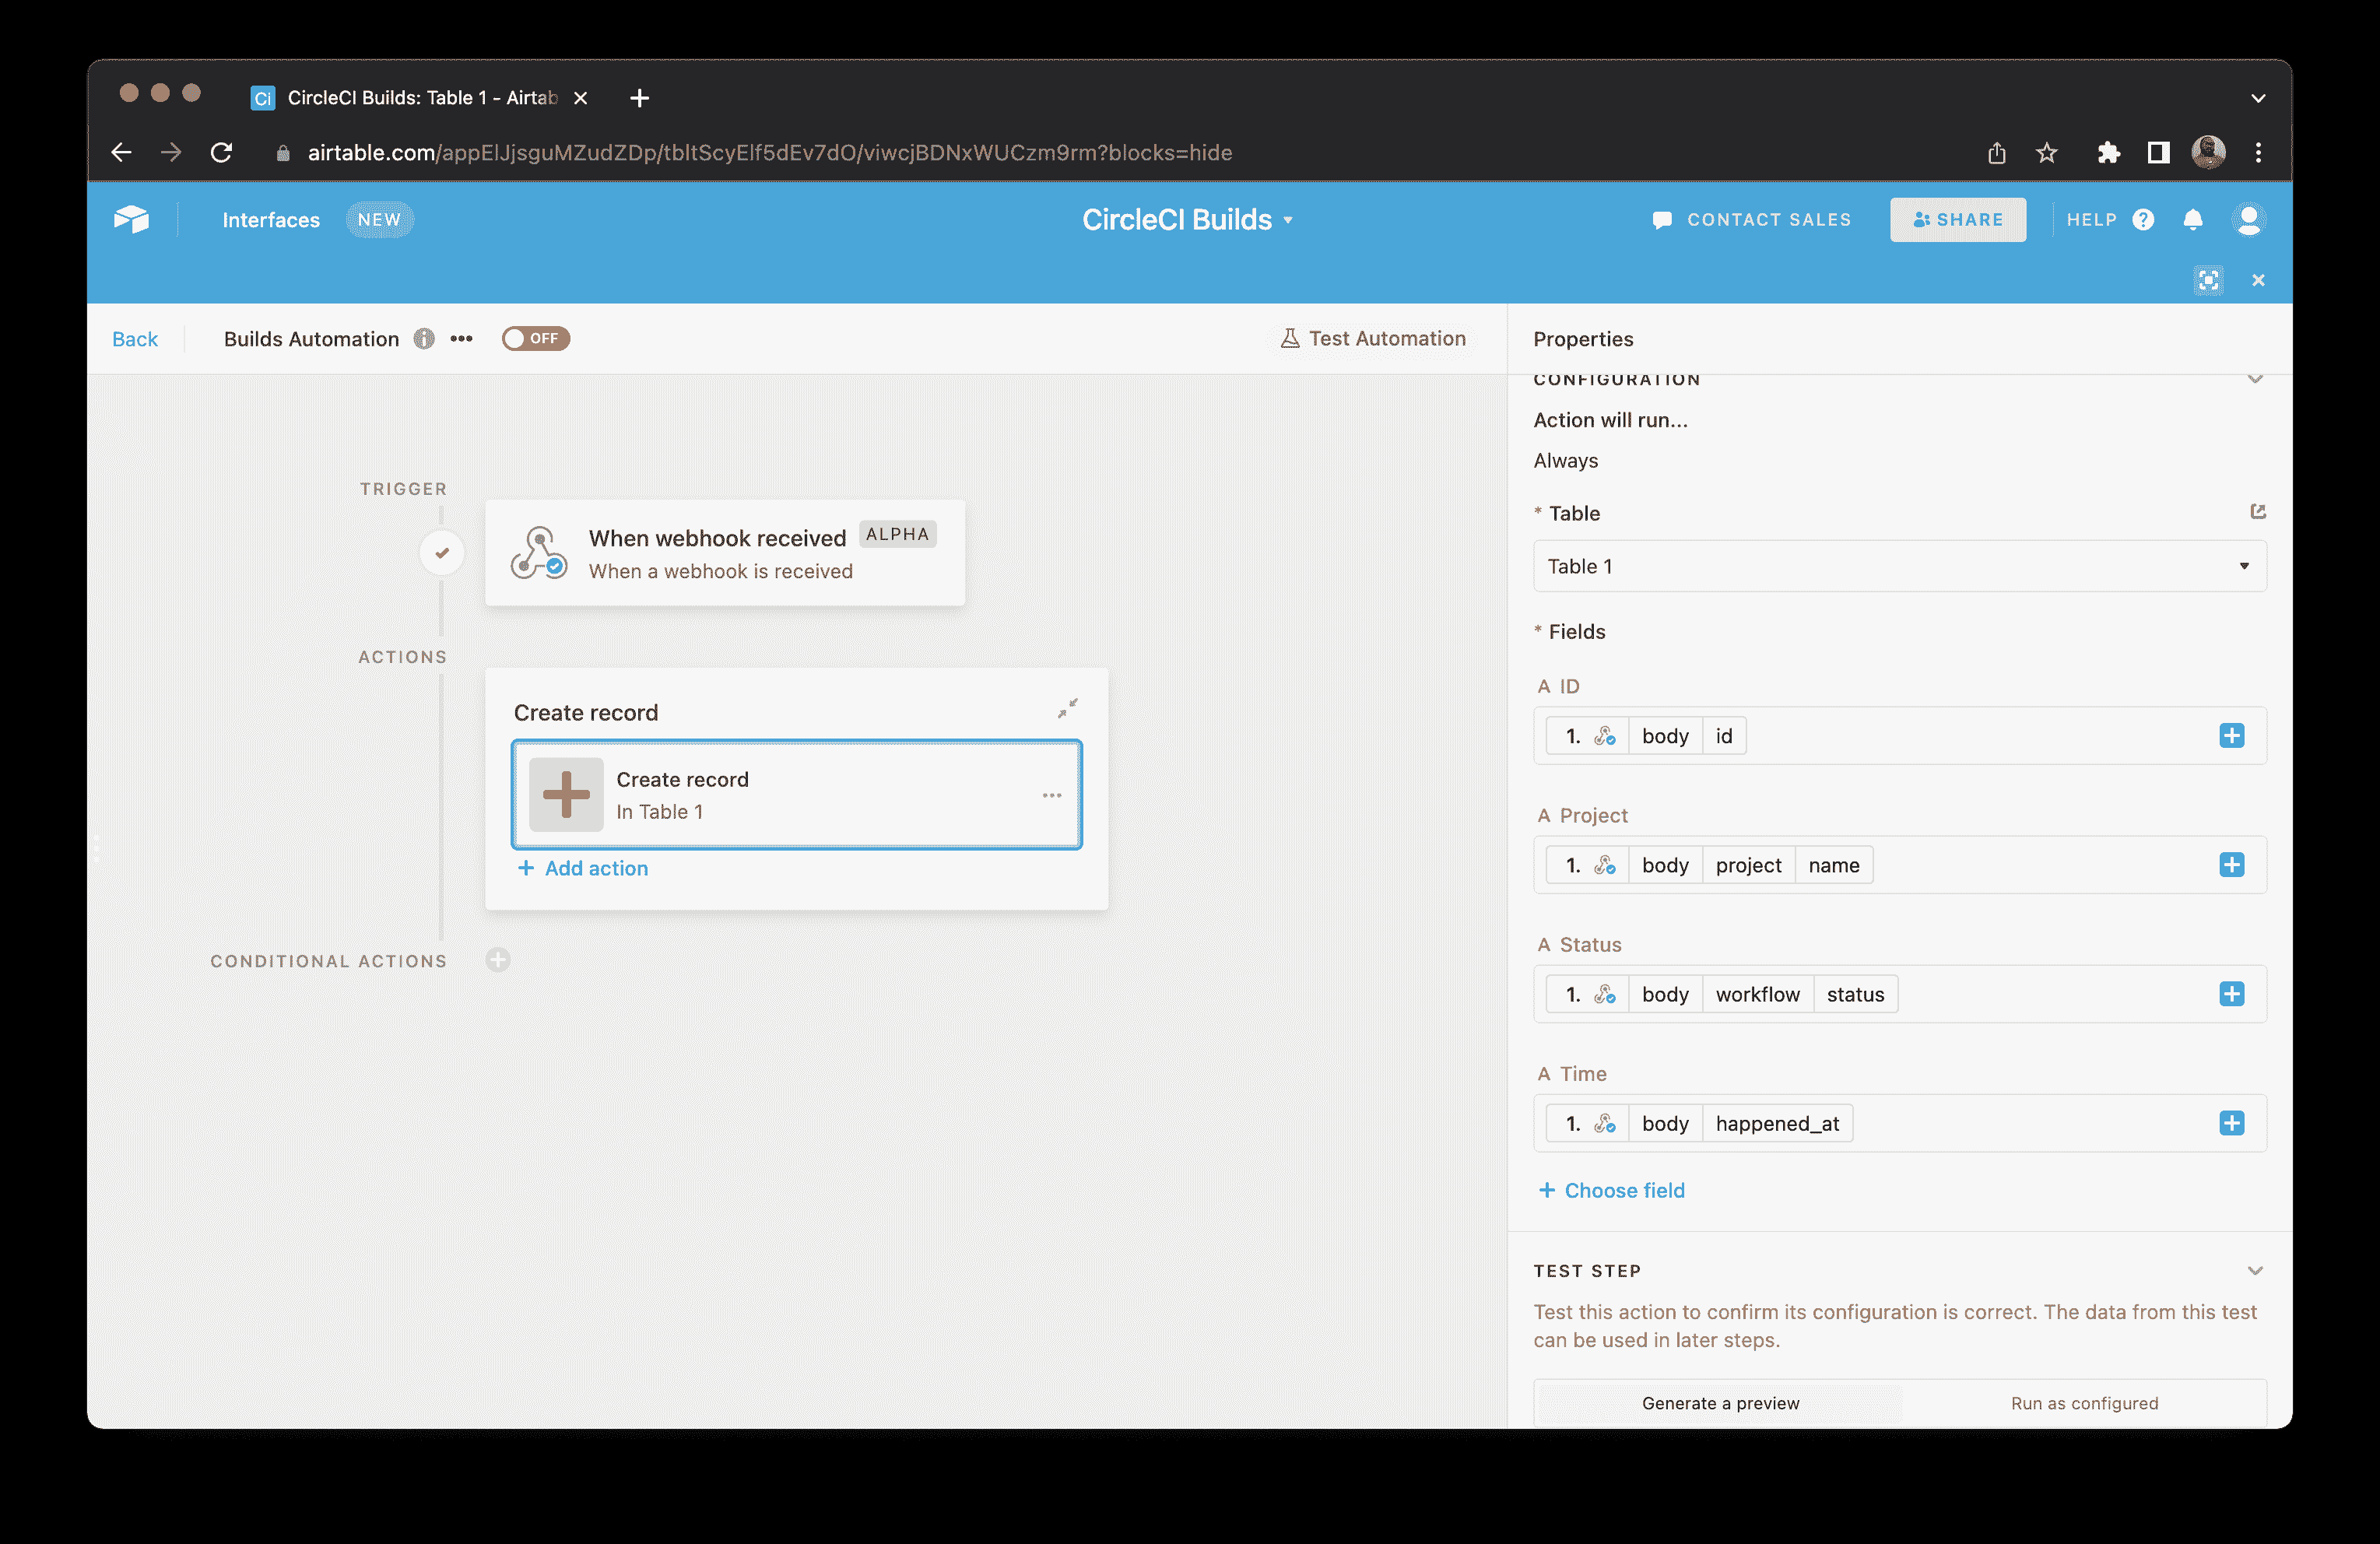 Ci CircleCI Builds: Table 1 - Airtab
airtable.com/appElJjsguMZudZDp/tbltScyElf5dEv7dO/viwcjBDNxWUCzm9rm?blocks=hide
Interfaces NEW CircleCI Builds CONTACT SALES SHARE HELP ?
Back Builds Automation OFF Test Automation Properties
CONFIGURATION
Action will run...
Always
* Table
Table 1
* Fields
A ID
1. body id
A Project
1. body project name
A Status
1. body workflow status
A Time
1. body happened_at
+ Choose field
TEST STEP
Test this action to confirm its configuration is correct. The data from this test
can be used in later steps.
Generate a preview Run as configured
TRIGGER
When webhook received ALPHA
When a webhook is received
ACTIONS
Create record
Create record
In Table 1
+ Add action
CONDITIONAL ACTIONS